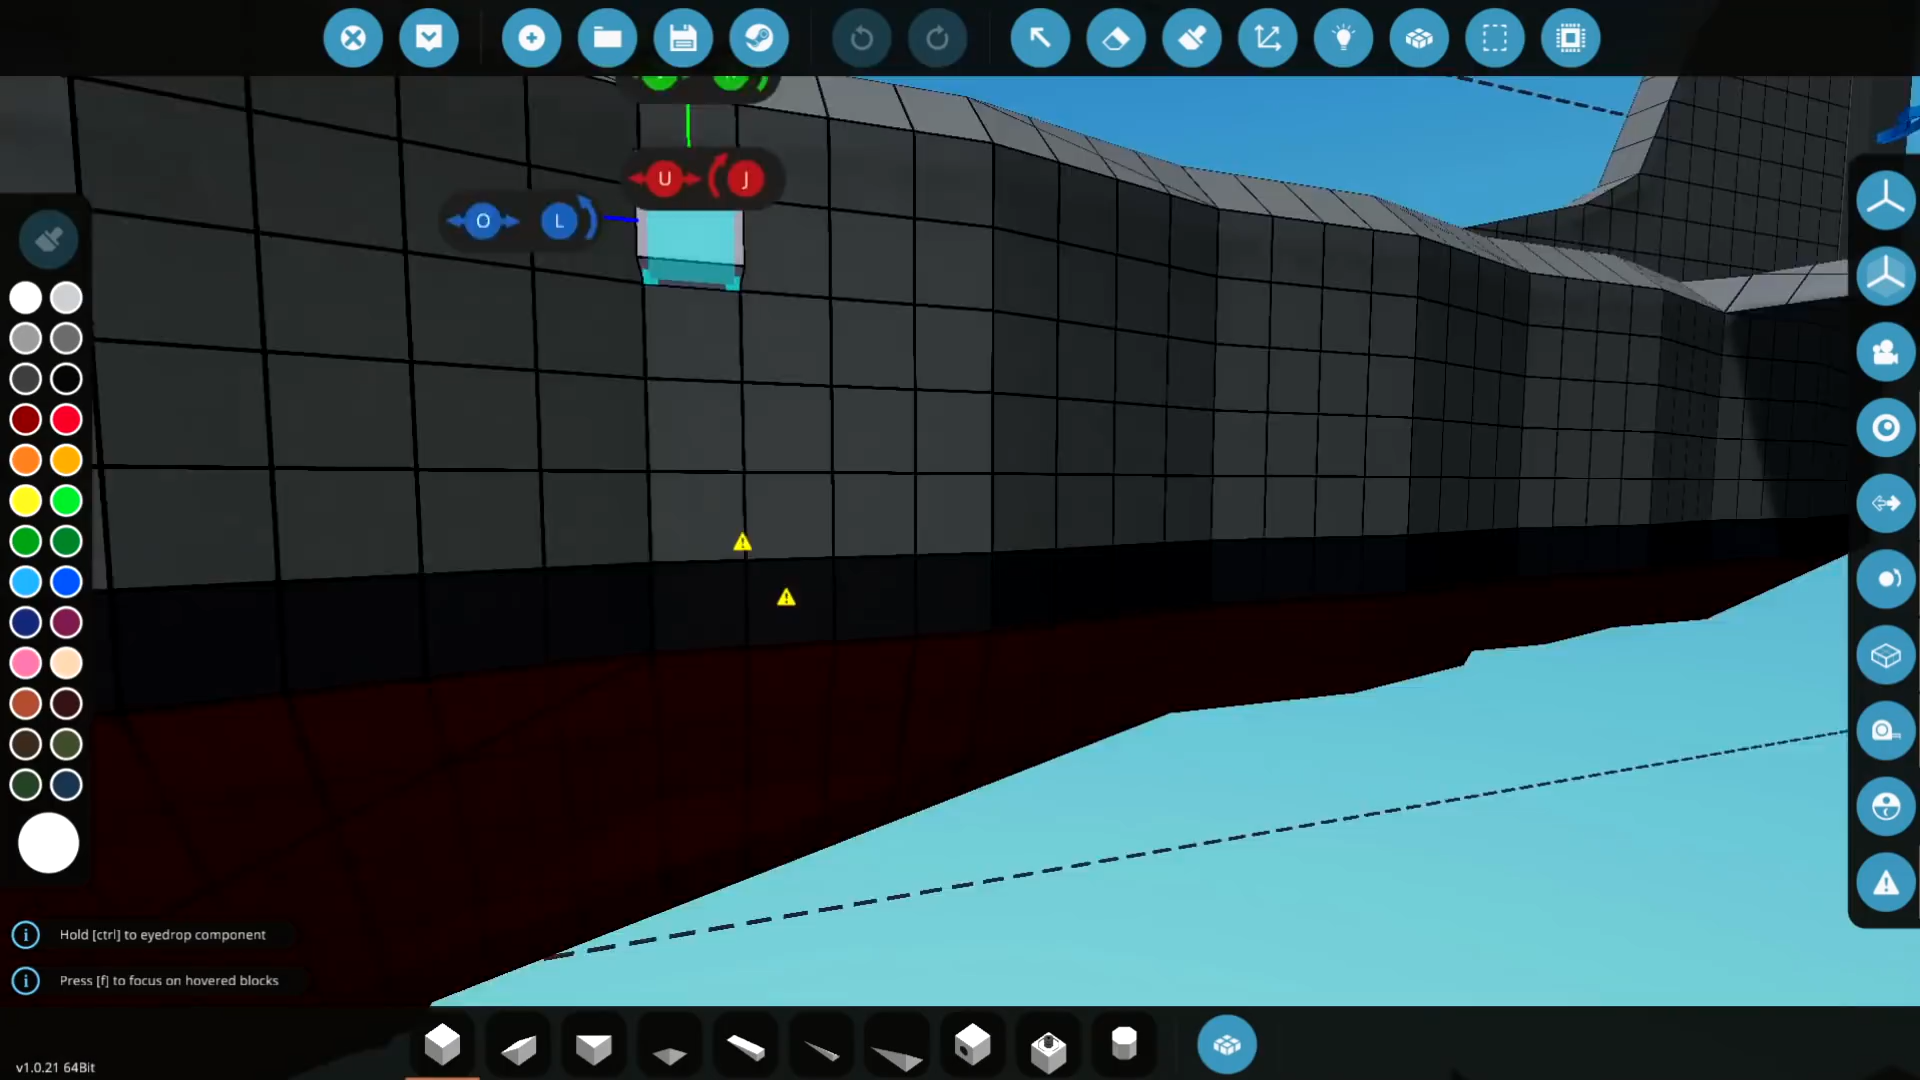 U
J
O
L
Hold [ctrl] to eyedrop component
Press [f] to focus on hovered blocks
v1.0.21 64Bit